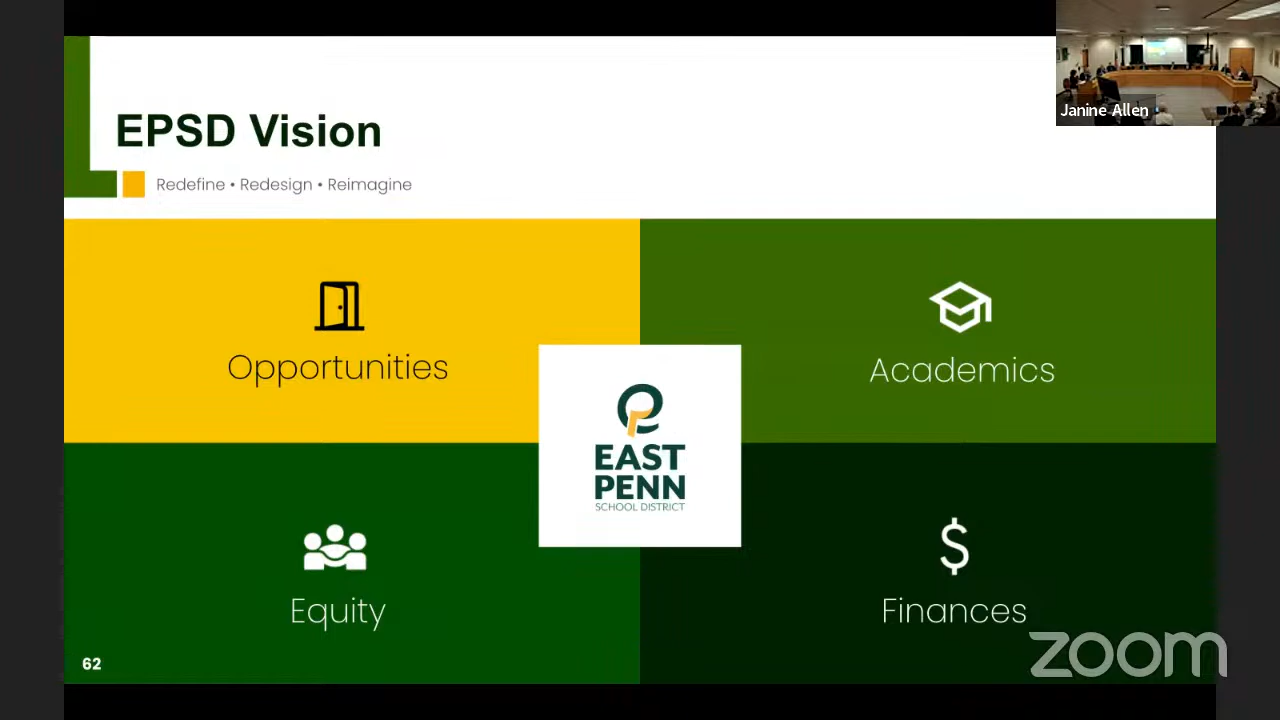 Janine Allen
EPSD Vision
Redefine • Redesign • Reimagine
Opportunities
Academics
EAST
PENN
SCHOOL DISTRICT
Equity
Finances
62
zoom